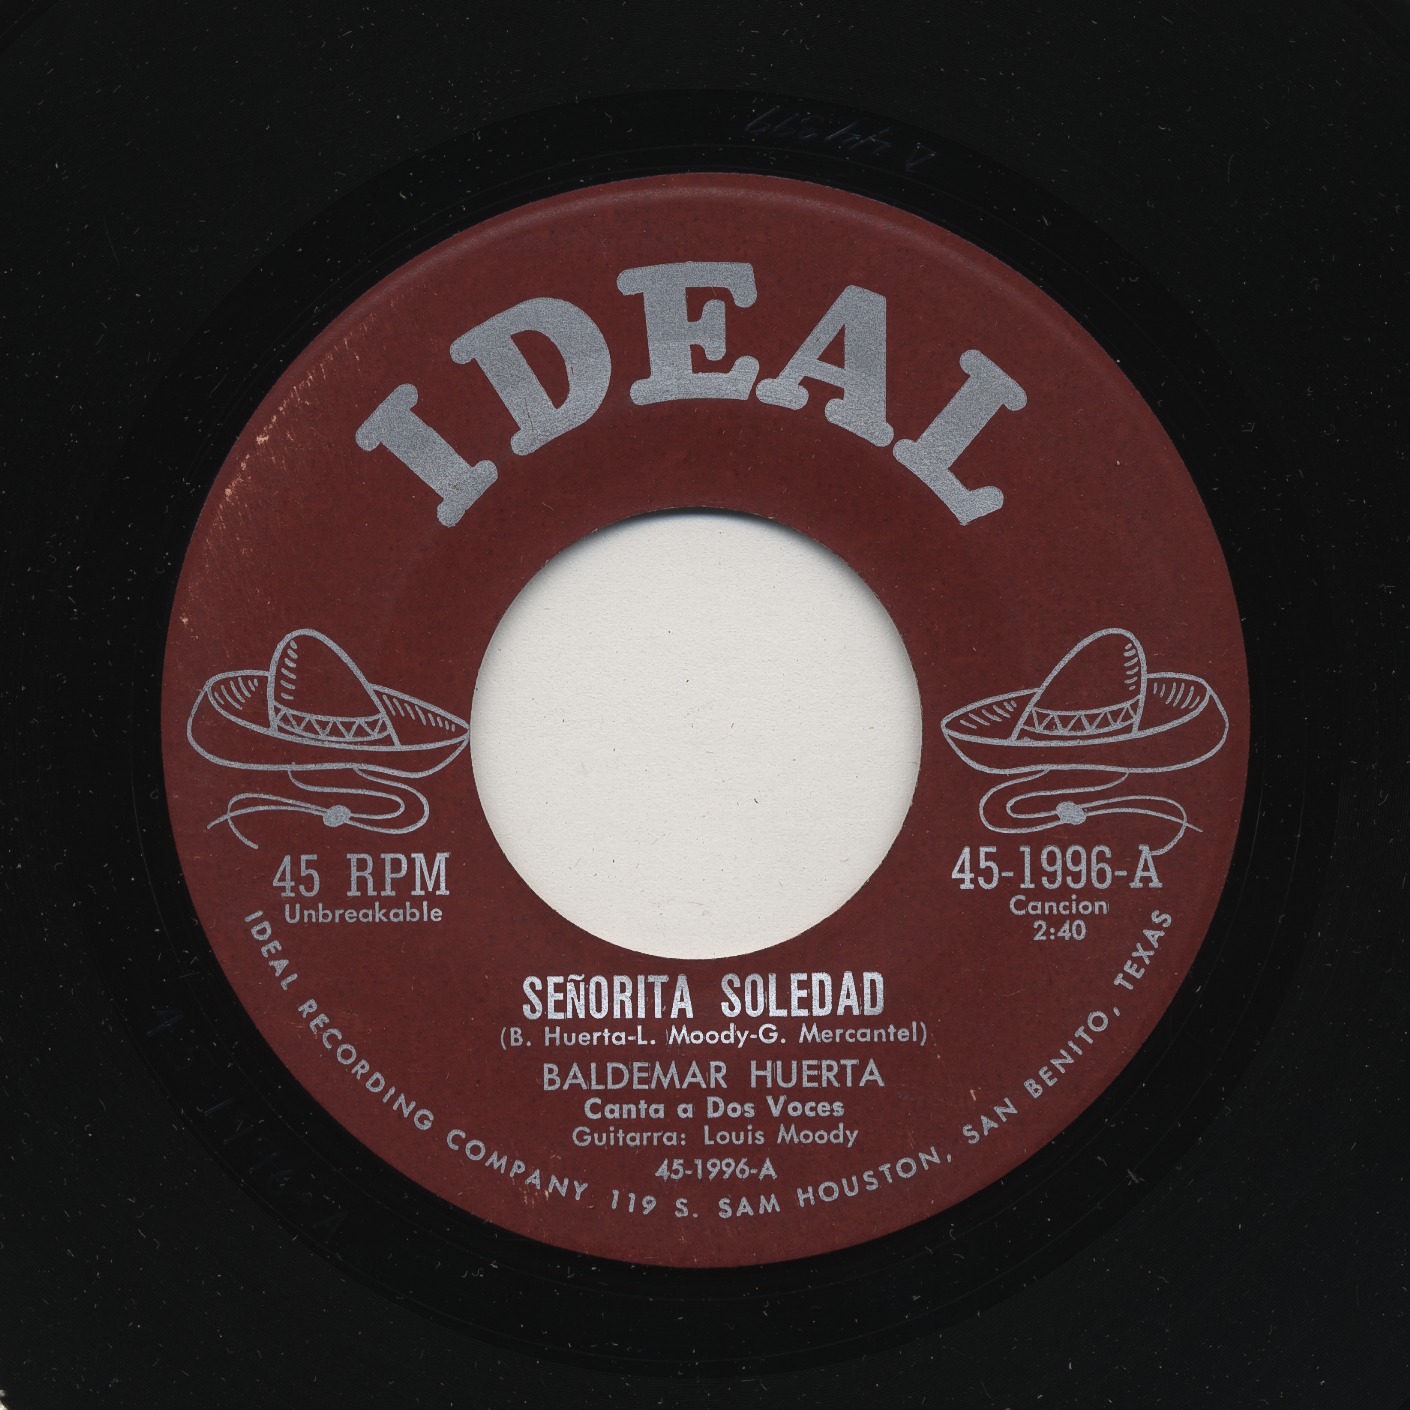 IDEAL
45 RPM
Unbreakable
45-1996-A
Cancion
2:40
SEÑORITA SOLEDAD
(B. Huerta-L. Moody-G. Mercantel)
BALDEMAR HUERTA
Canta a Dos Voces
Guitarra: Louis Moody
45-1996-A
IDEAL RECORDING COMPANY 119 S. SAM HOUSTON, SAN BENITO, TEXAS